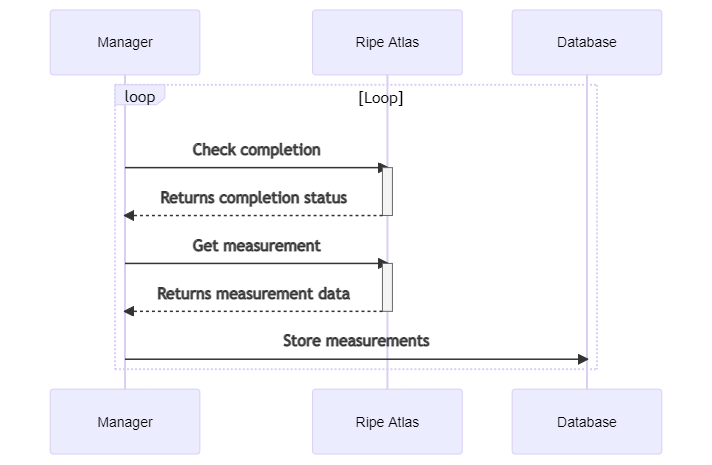 Manager
Ripe Atlas
Database
loop
[Loop]
Check completion
Returns completion status
Get measurement
Returns measurement data
Store measurements
Manager
Ripe Atlas
Database